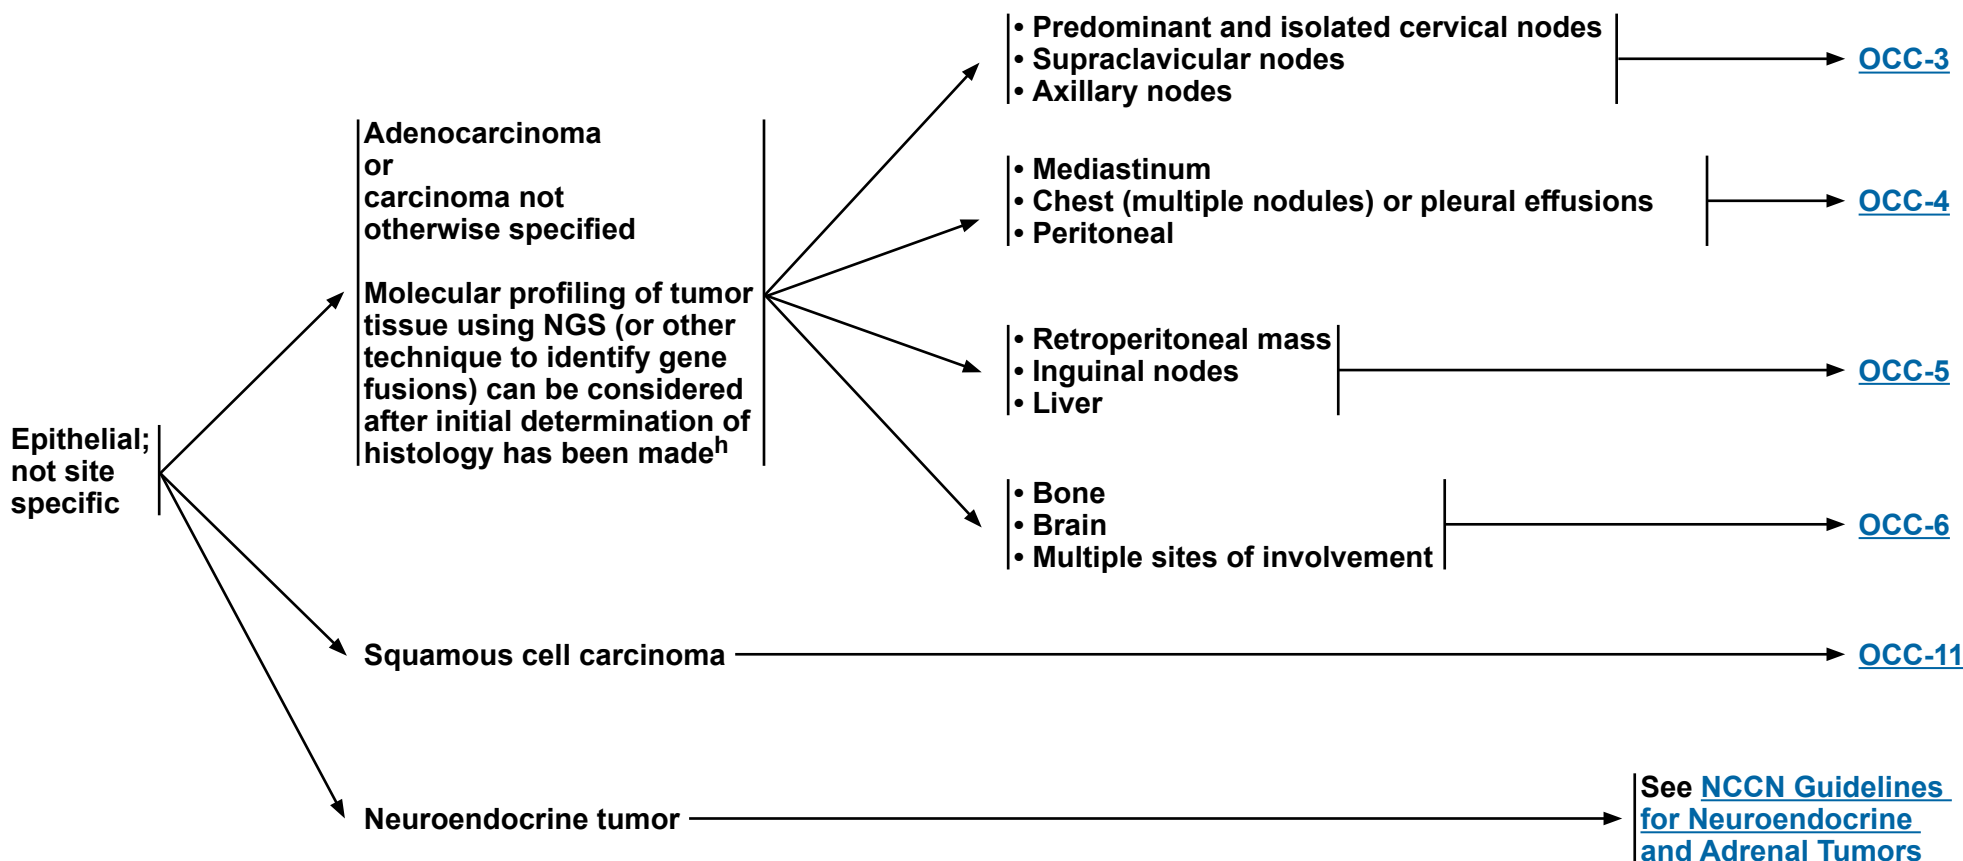 Epithelial;
not site
specific
Adenocarcinoma
or
carcinoma not
otherwise specified
Molecular profiling of tumor
tissue using NGS (or other
technique to identify gene
fusions) can be considered
after initial determination of
histology has been madeh
• Predominant and isolated cervical nodes
• Supraclavicular nodes
• Axillary nodes
OCC-3
• Mediastinum
• Chest (multiple nodules) or pleural effusions
• Peritoneal
OCC-4
• Retroperitoneal mass
• Inguinal nodes
• Liver
OCC-5
• Bone
• Brain
• Multiple sites of involvement
OCC-6
Squamous cell carcinoma
OCC-11
Neuroendocrine tumor
See NCCN Guidelines
for Neuroendocrine
and Adrenal Tumors